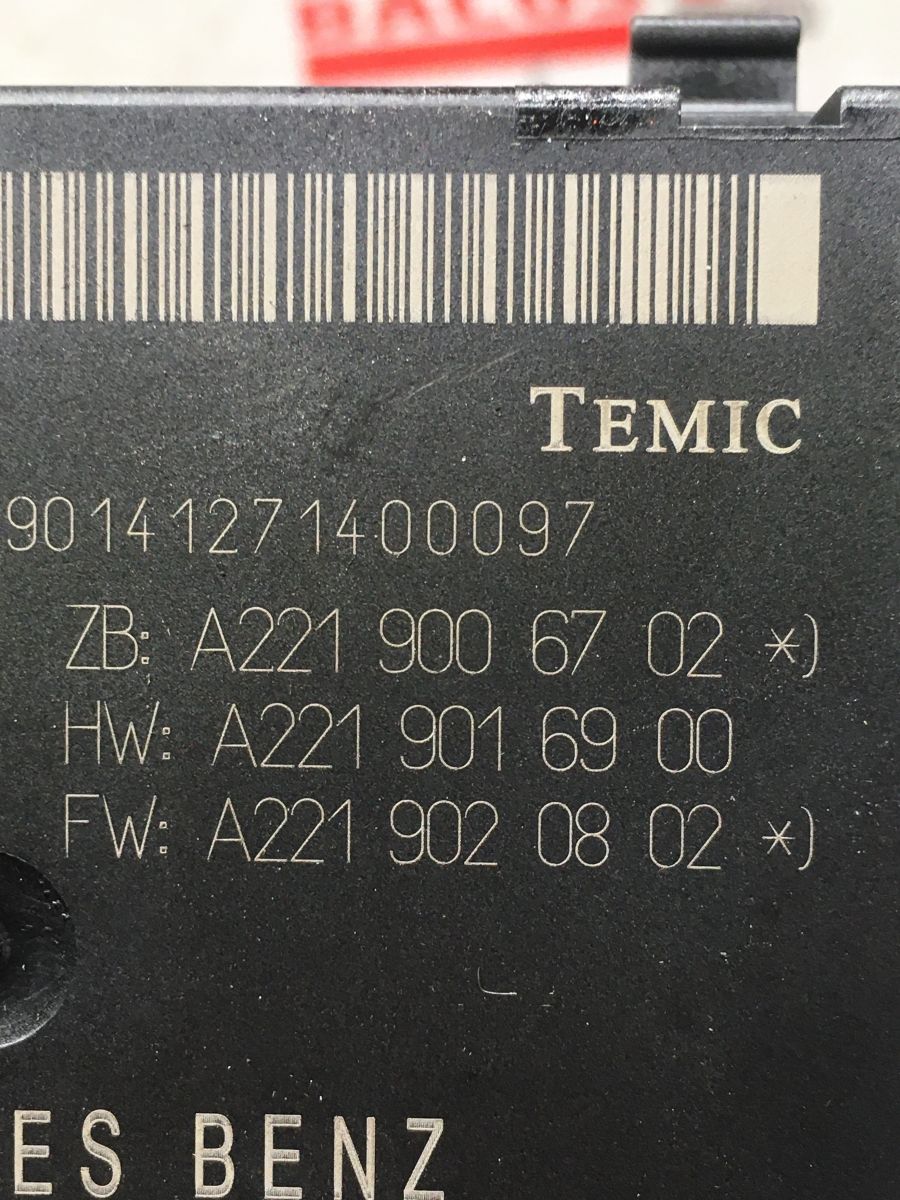 TEMIC
90141271400097
ZB: A221 900 67 02 *)
HW: A221 901 69 00
FW: A221 902 08 02 *)
ES BENZ